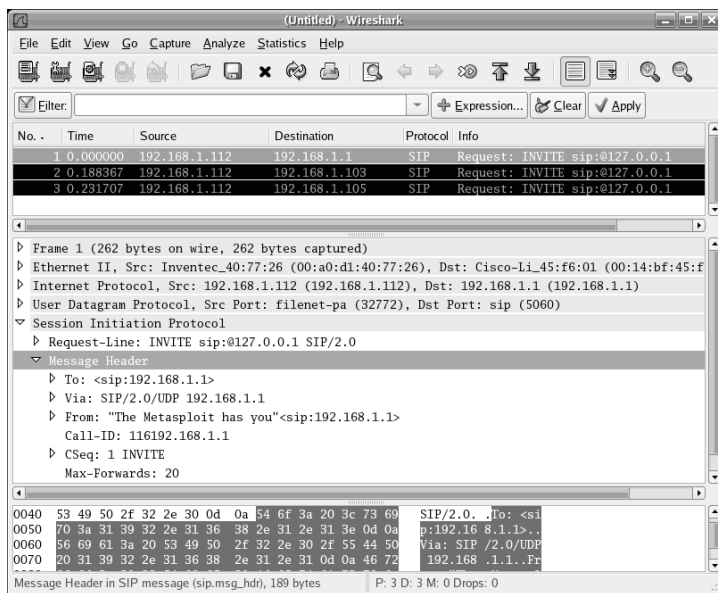 (Untitled) - Wireshark
File Edit View Go Capture Analyze Statistics Help
Filter: Expression... Clear Apply
No. . Time Source Destination Protocol Info
1 0.000000 192.168.1.112 192.168.1.1 SIP Request: INVITE sip:@127.0.0.1
2 0.188367 192.168.1.112 192.168.1.103 SIP Request: INVITE sip:@127.0.0.1
3 0.231707 192.168.1.112 192.168.1.105 SIP Request: INVITE sip:@127.0.0.1
Frame 1 (262 bytes on wire, 262 bytes captured)
Ethernet II, Src: Inventec_40:77:26 (00:a0:d1:40:77:26), Dst: Cisco-Li_45:f6:01 (00:14:bf:45:f
Internet Protocol, Src: 192.168.1.112 (192.168.1.112), Dst: 192.168.1.1 (192.168.1.1)
User Datagram Protocol, Src Port: filenet-pa (32772), Dst Port: sip (5060)
Session Initiation Protocol
Request-Line: INVITE sip:@127.0.0.1 SIP/2.0
Message Header
To: <sip:192.168.1.1>
Via: SIP/2.0/UDP 192.168.1.1
From: "The Metasploit has you"<sip:192.168.1.1>
Call-ID: 116192.168.1.1
CSeq: 1 INVITE
Max-Forwards: 20
0040 53 49 50 2f 32 2e 30 0d 0a 54 6f 3a 20 3c 73 69 SIP/2.0. .To: <si
0050 70 3a 31 39 32 2e 31 36 38 2e 31 2e 31 3e 0d 0a p:192.16 8.1.1>..
0060 56 69 61 3a 20 53 49 50 2f 32 2e 30 2f 55 44 50 Via: SIP /2.0/UDP
0070 20 31 39 32 2e 31 36 38 2e 31 2e 31 0d 0a 46 72 192.168 .1.1..Fr
Message Header in SIP message (sip.msg_hdr), 189 bytes P: 3 D: 3 M: 0 Drops: 0